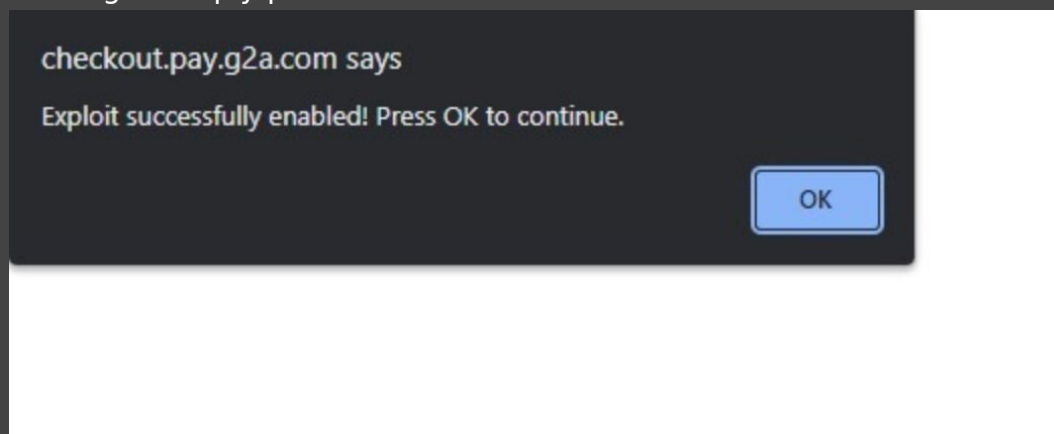 checkout.pay.g2a.com says
Exploit successfully enabled! Press OK to continue.
OK